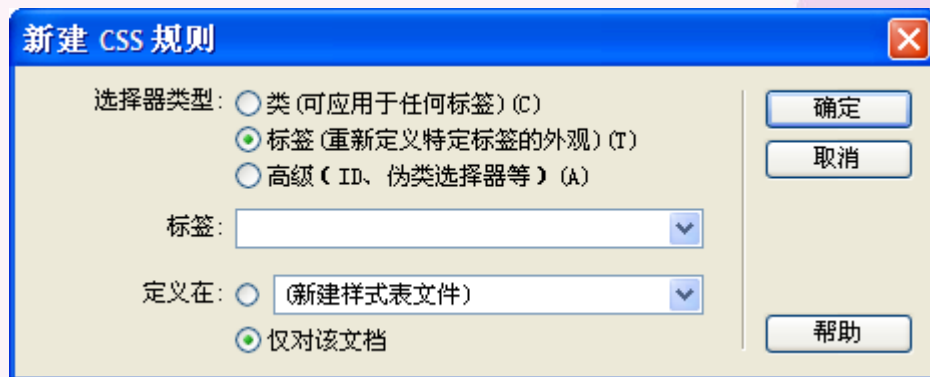 新建 CSS 规则
选择器类型: 类(可应用于任何标签)(C)
确定
标签(重新定义特定标签的外观)(T)
取消
高级( ID、伪类选择器等 )(A)
标签:
定义在: (新建样式表文件)
仅对该文档
帮助